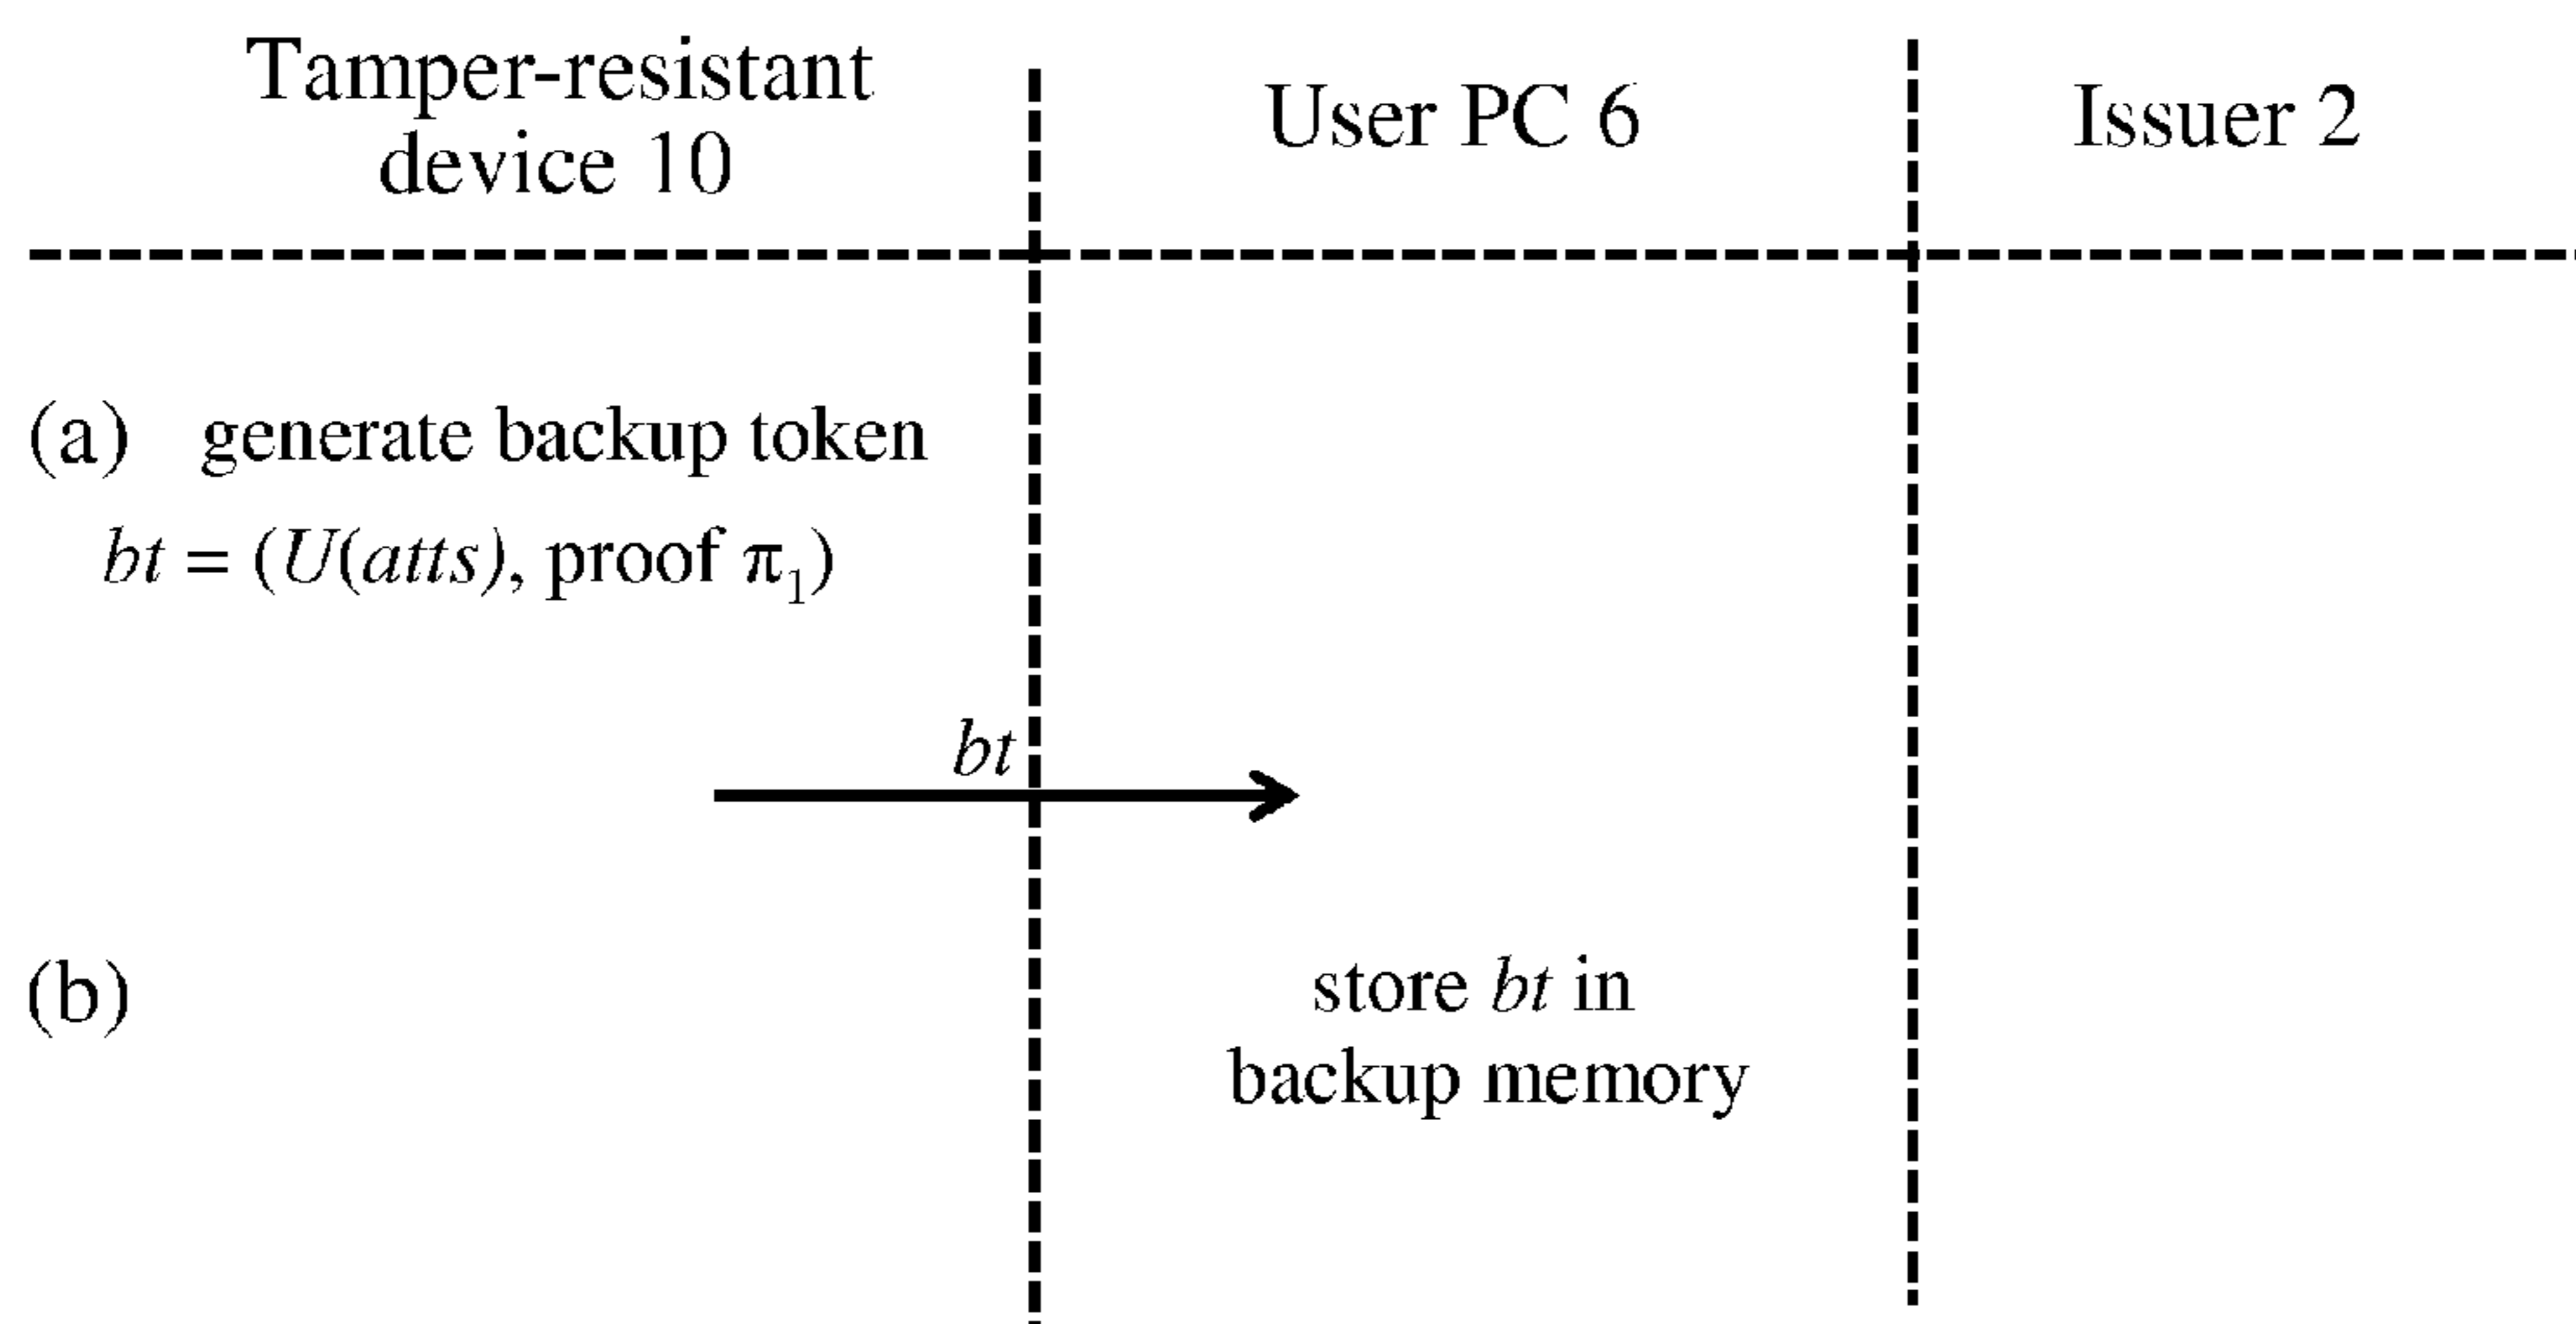 Tamper-resistant
device 10
User PC 6
Issuer 2
(a) generate backup token
bt = (U(atts), proof π₁)
bt
(b)
store bt in
backup memory